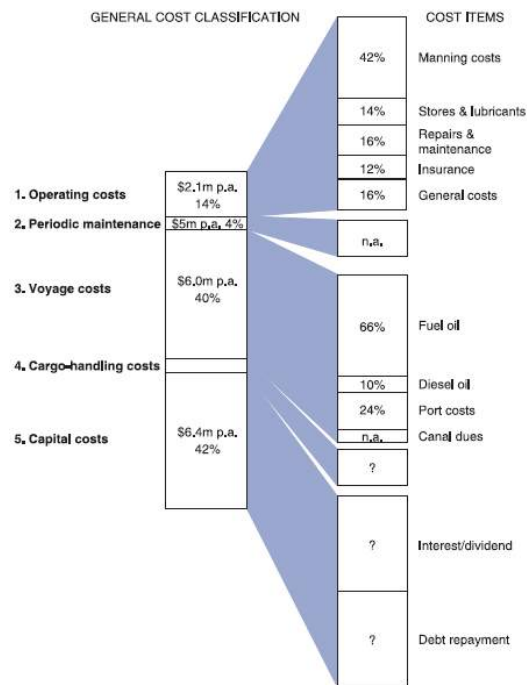 GENERAL COST CLASSIFICATION
COST ITEMS
1. Operating costs
$2.1m p.a.
14%
2. Periodic maintenance
$5m p.a. 4%
3. Voyage costs
$6.0m p.a.
40%
4. Cargo-handling costs
5. Capital costs
$6.4m p.a.
42%
42%
Manning costs
14%
Stores & lubricants
16%
Repairs &
maintenance
12%
Insurance
16%
General costs
n.a.
66%
Fuel oil
10%
Diesel oil
24%
Port costs
n.a.
Canal dues
?
?
Interest/dividend
?
Debt repayment